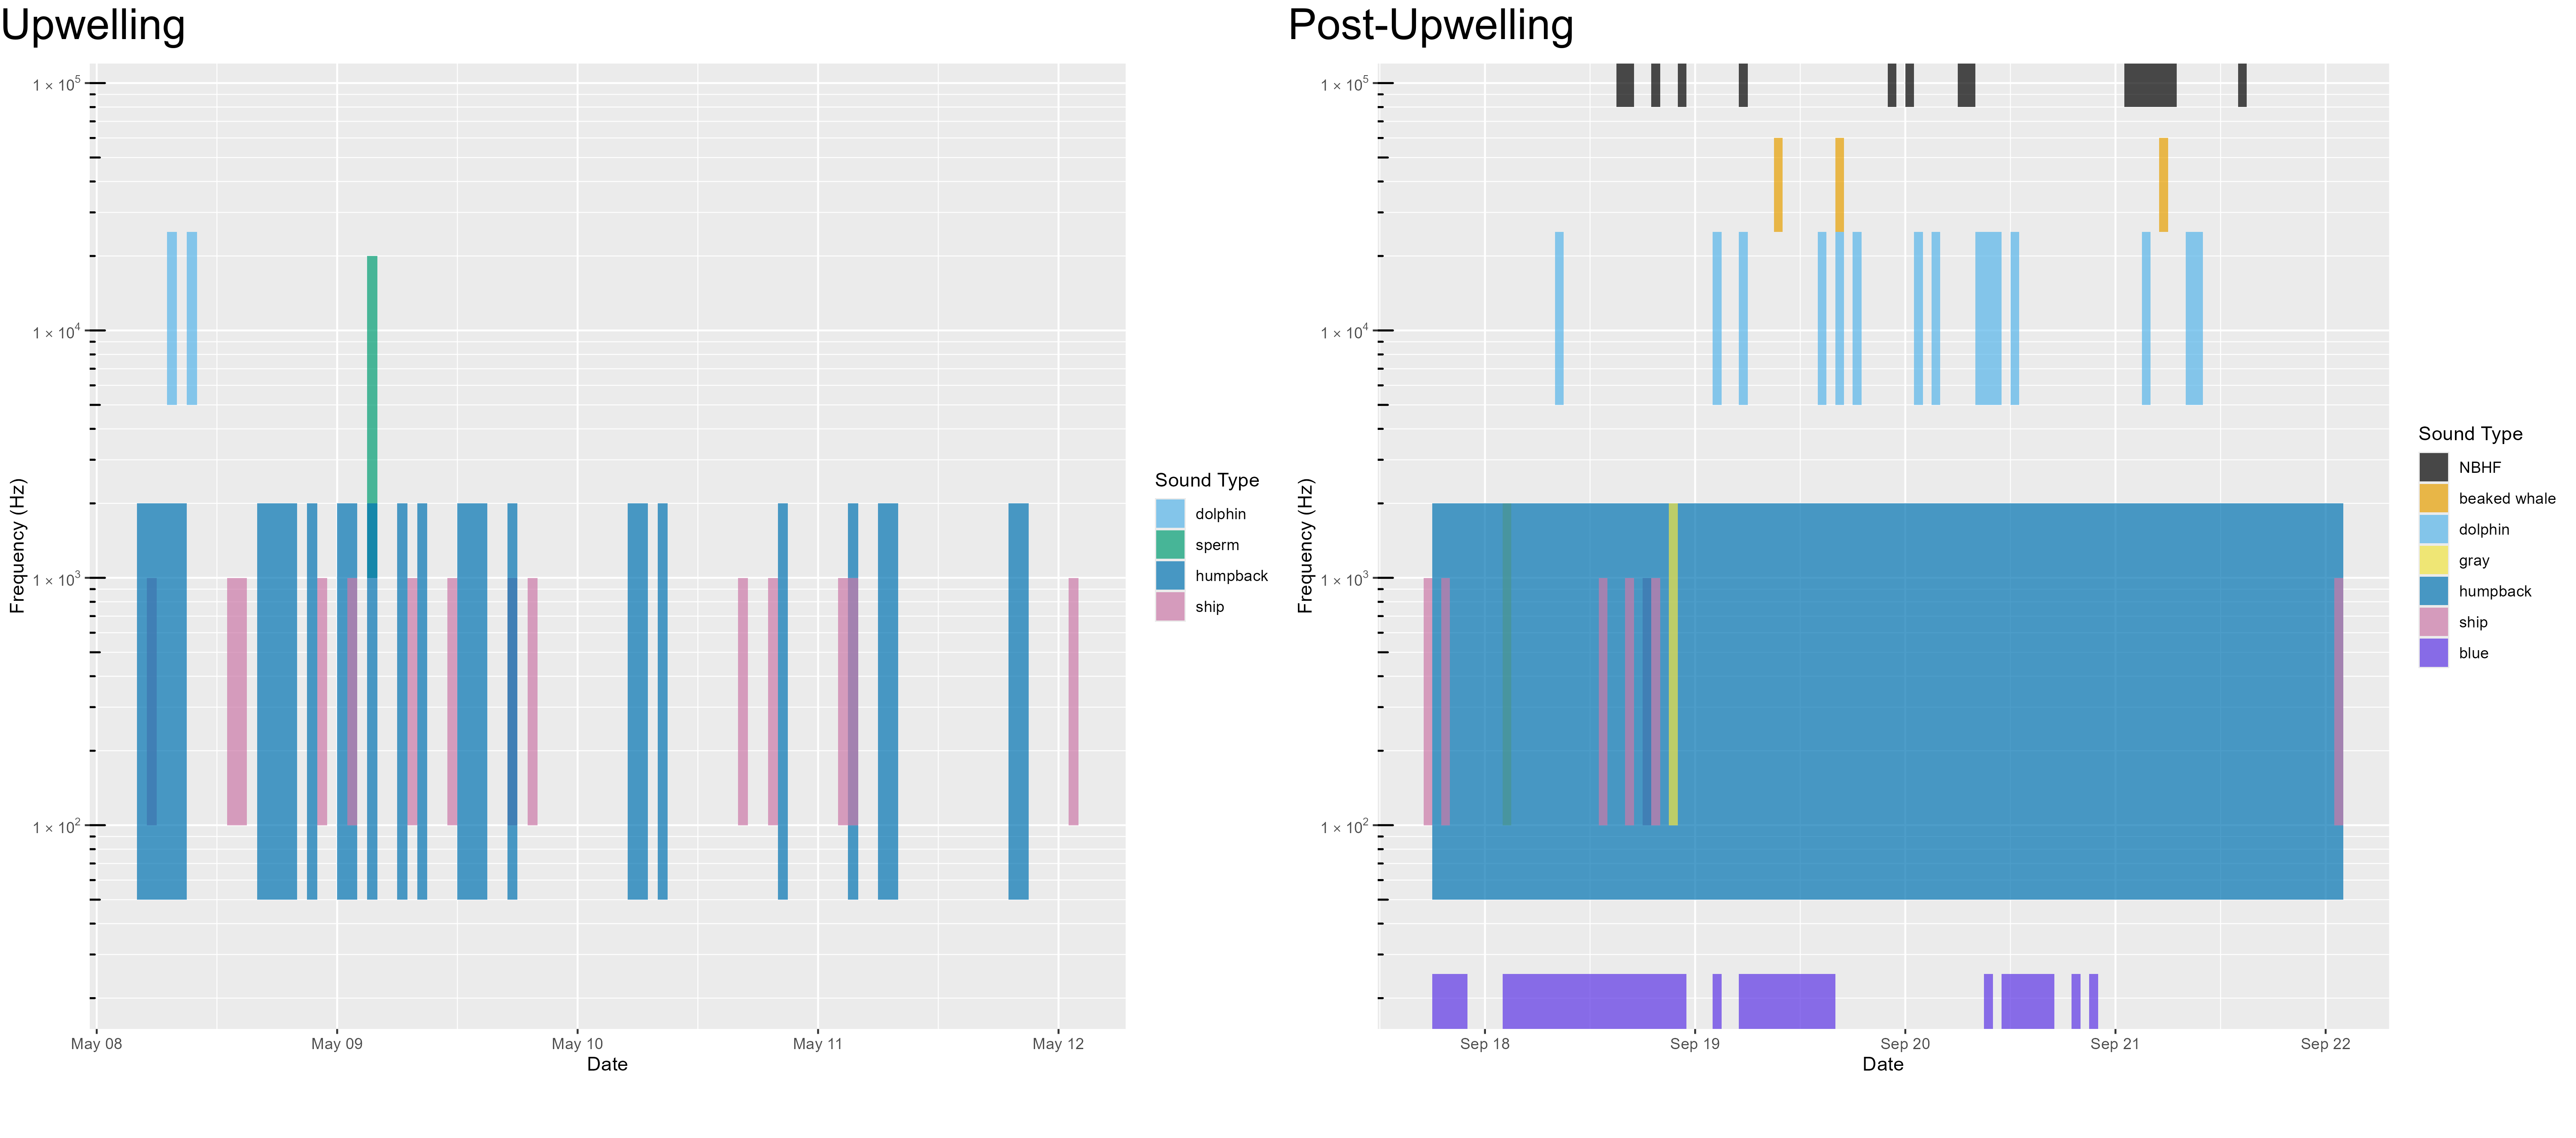 Upwelling
1 × 10⁵
1 × 10⁴
1 × 10³
1 × 10²
Frequency (Hz)
May 08
May 09
May 10
May 11
May 12
Date
Sound Type
dolphin
sperm
humpback
ship
Post-Upwelling
1 × 10⁵
1 × 10⁴
1 × 10³
1 × 10²
Frequency (Hz)
Sep 18
Sep 19
Sep 20
Sep 21
Sep 22
Date
Sound Type
NBHF
beaked whale
dolphin
gray
humpback
ship
blue